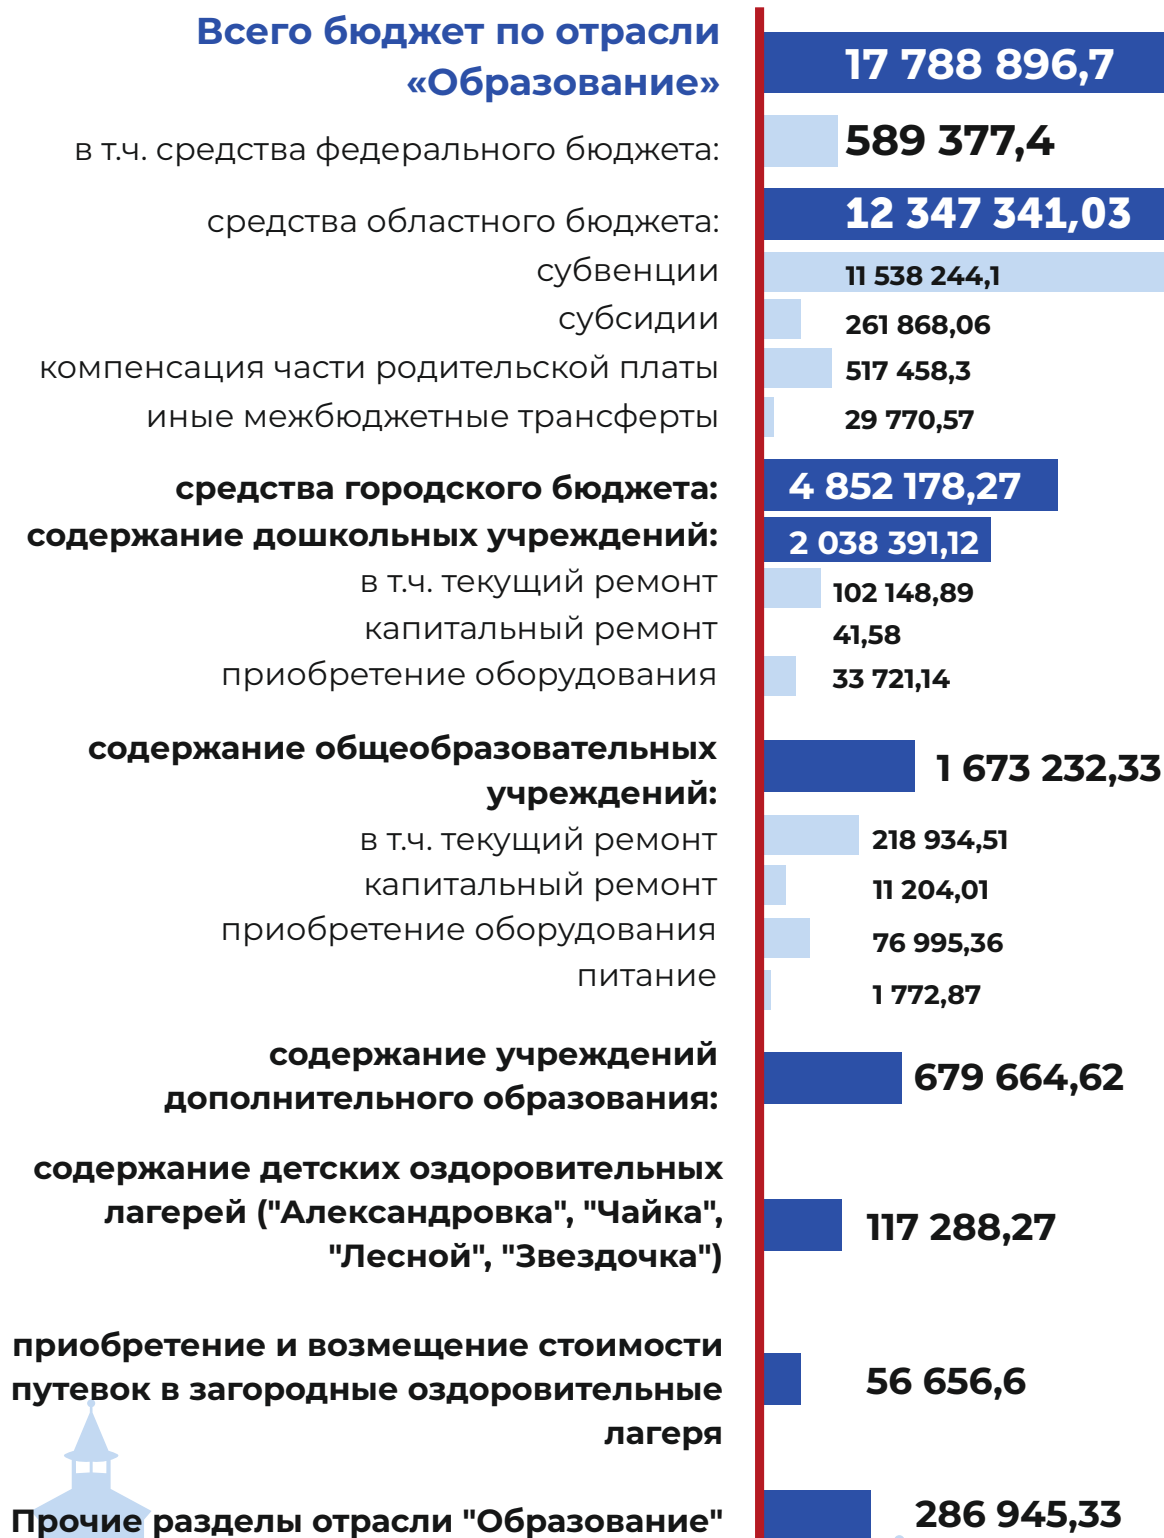 Всего бюджет по отрасли
«Образование»
17 788 896,7
в т.ч. средства федерального бюджета:
589 377,4
средства областного бюджета:
12 347 341,03
субвенции
11 538 244,1
субсидии
261 868,06
компенсация части родительской платы
517 458,3
иные межбюджетные трансферты
29 770,57
средства городского бюджета:
4 852 178,27
содержание дошкольных учреждений:
2 038 391,12
в т.ч. текущий ремонт
102 148,89
капитальный ремонт
41,58
приобретение оборудования
33 721,14
содержание общеобразовательных
учреждений:
1 673 232,33
в т.ч. текущий ремонт
218 934,51
капитальный ремонт
11 204,01
приобретение оборудования
76 995,36
питание
1 772,87
содержание учреждений
дополнительного образования:
679 664,62
содержание детских оздоровительных
лагерей ("Александровка", "Чайка",
"Лесной", "Звездочка")
117 288,27
приобретение и возмещение стоимости
путевок в загородные оздоровительные
лагеря
56 656,6
Прочие разделы отрасли "Образование"
286 945,33